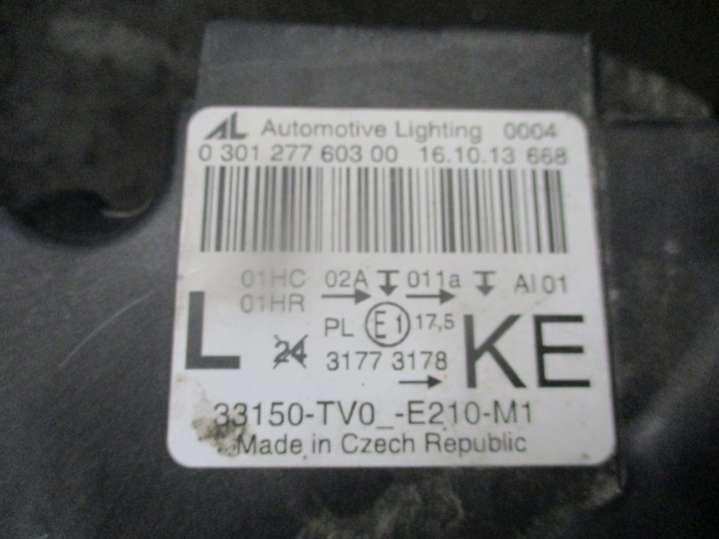 AL Automotive Lighting 0004
0 301 277 603 00 16.10.13 668
01HC 02A 011a AI 01
01HR
PL E1 17,5
L 24 KE
3177 3178
33150-TV0_-E210-M1
Made in Czech Republic